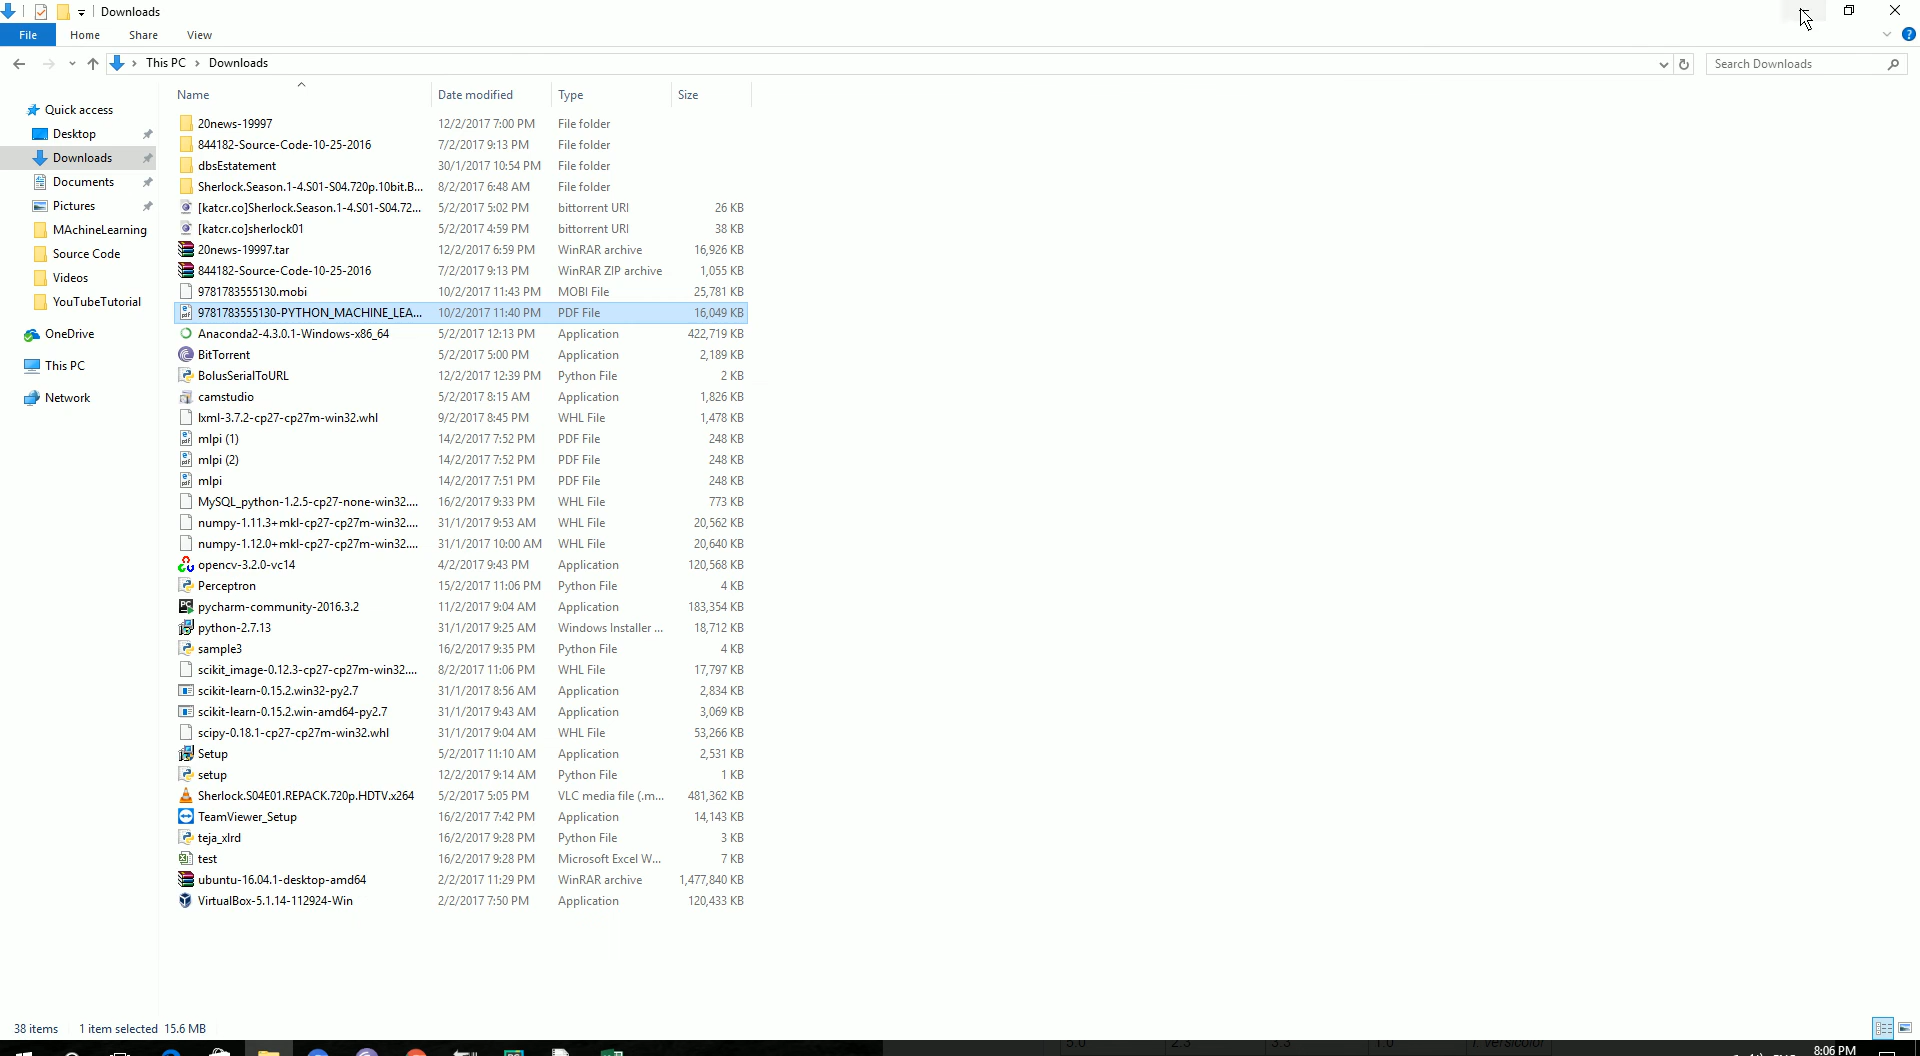 Downloads
File Home Share View
This PC > Downloads
Search Downloads
Name Date modified Type Size
Quick access
Desktop
Downloads
Documents
Pictures
MAchineLearning
Source Code
Videos
YouTubeTutorial
OneDrive
This PC
Network
20news-19997 12/2/2017 7:00 PM File folder
844182-Source-Code-10-25-2016 7/2/2017 9:13 PM File folder
dbsEstatement 30/1/2017 10:54 PM File folder
Sherlock.Season.1-4.S01-S04.720p.10bit.B... 8/2/2017 6:48 AM File folder
[katcr.co]Sherlock.Season.1-4.S01-S04.72... 5/2/2017 5:02 PM bittorrent URI 26 KB
[katcr.co]sherlock01 5/2/2017 4:59 PM bittorrent URI 38 KB
20news-19997.tar 12/2/2017 6:59 PM WinRAR archive 16,926 KB
844182-Source-Code-10-25-2016 7/2/2017 9:13 PM WinRAR ZIP archive 1,055 KB
9781783555130.mobi 10/2/2017 11:43 PM MOBI File 25,781 KB
9781783555130-PYTHON_MACHINE_LEA... 10/2/2017 11:40 PM PDF File 16,049 KB
Anaconda2-4.3.0.1-Windows-x86_64 5/2/2017 12:13 PM Application 422,719 KB
BitTorrent 5/2/2017 5:00 PM Application 2,189 KB
BolusSerialToURL 12/2/2017 12:39 PM Python File 2 KB
camstudio 5/2/2017 8:15 AM Application 1,826 KB
lxml-3.7.2-cp27-cp27m-win32.whl 9/2/2017 8:45 PM WHL File 1,478 KB
mlpi (1) 14/2/2017 7:52 PM PDF File 248 KB
mlpi (2) 14/2/2017 7:52 PM PDF File 248 KB
mlpi 14/2/2017 7:51 PM PDF File 248 KB
MySQL_python-1.2.5-cp27-none-win32.... 16/2/2017 9:33 PM WHL File 773 KB
numpy-1.11.3+mkl-cp27-cp27m-win32.... 31/1/2017 9:53 AM WHL File 20,562 KB
numpy-1.12.0+mkl-cp27-cp27m-win32.... 31/1/2017 10:00 AM WHL File 20,640 KB
opencv-3.2.0-vc14 4/2/2017 9:43 PM Application 120,568 KB
Perceptron 15/2/2017 11:06 PM Python File 4 KB
pycharm-community-2016.3.2 11/2/2017 9:04 AM Application 183,354 KB
python-2.7.13 31/1/2017 9:25 AM Windows Installer ... 18,712 KB
sample3 16/2/2017 9:35 PM Python File 4 KB
scikit_image-0.12.3-cp27-cp27m-win32.... 8/2/2017 11:06 PM WHL File 17,797 KB
scikit-learn-0.15.2.win32-py2.7 31/1/2017 8:56 AM Application 2,834 KB
scikit-learn-0.15.2.win-amd64-py2.7 31/1/2017 9:43 AM Application 3,069 KB
scipy-0.18.1-cp27-cp27m-win32.whl 31/1/2017 9:04 AM WHL File 53,266 KB
Setup 5/2/2017 11:10 AM Application 2,531 KB
setup 12/2/2017 9:14 AM Python File 1 KB
Sherlock.S04E01.REPACK.720p.HDTV.x264 5/2/2017 5:05 PM VLC media file (.m... 481,362 KB
TeamViewer_Setup 16/2/2017 7:42 PM Application 14,143 KB
teja_xlrd 16/2/2017 9:28 PM Python File 3 KB
test 16/2/2017 9:28 PM Microsoft Excel W... 7 KB
ubuntu-16.04.1-desktop-amd64 2/2/2017 11:29 PM WinRAR archive 1,477,840 KB
VirtualBox-5.1.14-112924-Win 2/2/2017 7:50 PM Application 120,433 KB
38 items 1 item selected 15.6 MB
8:06 PM